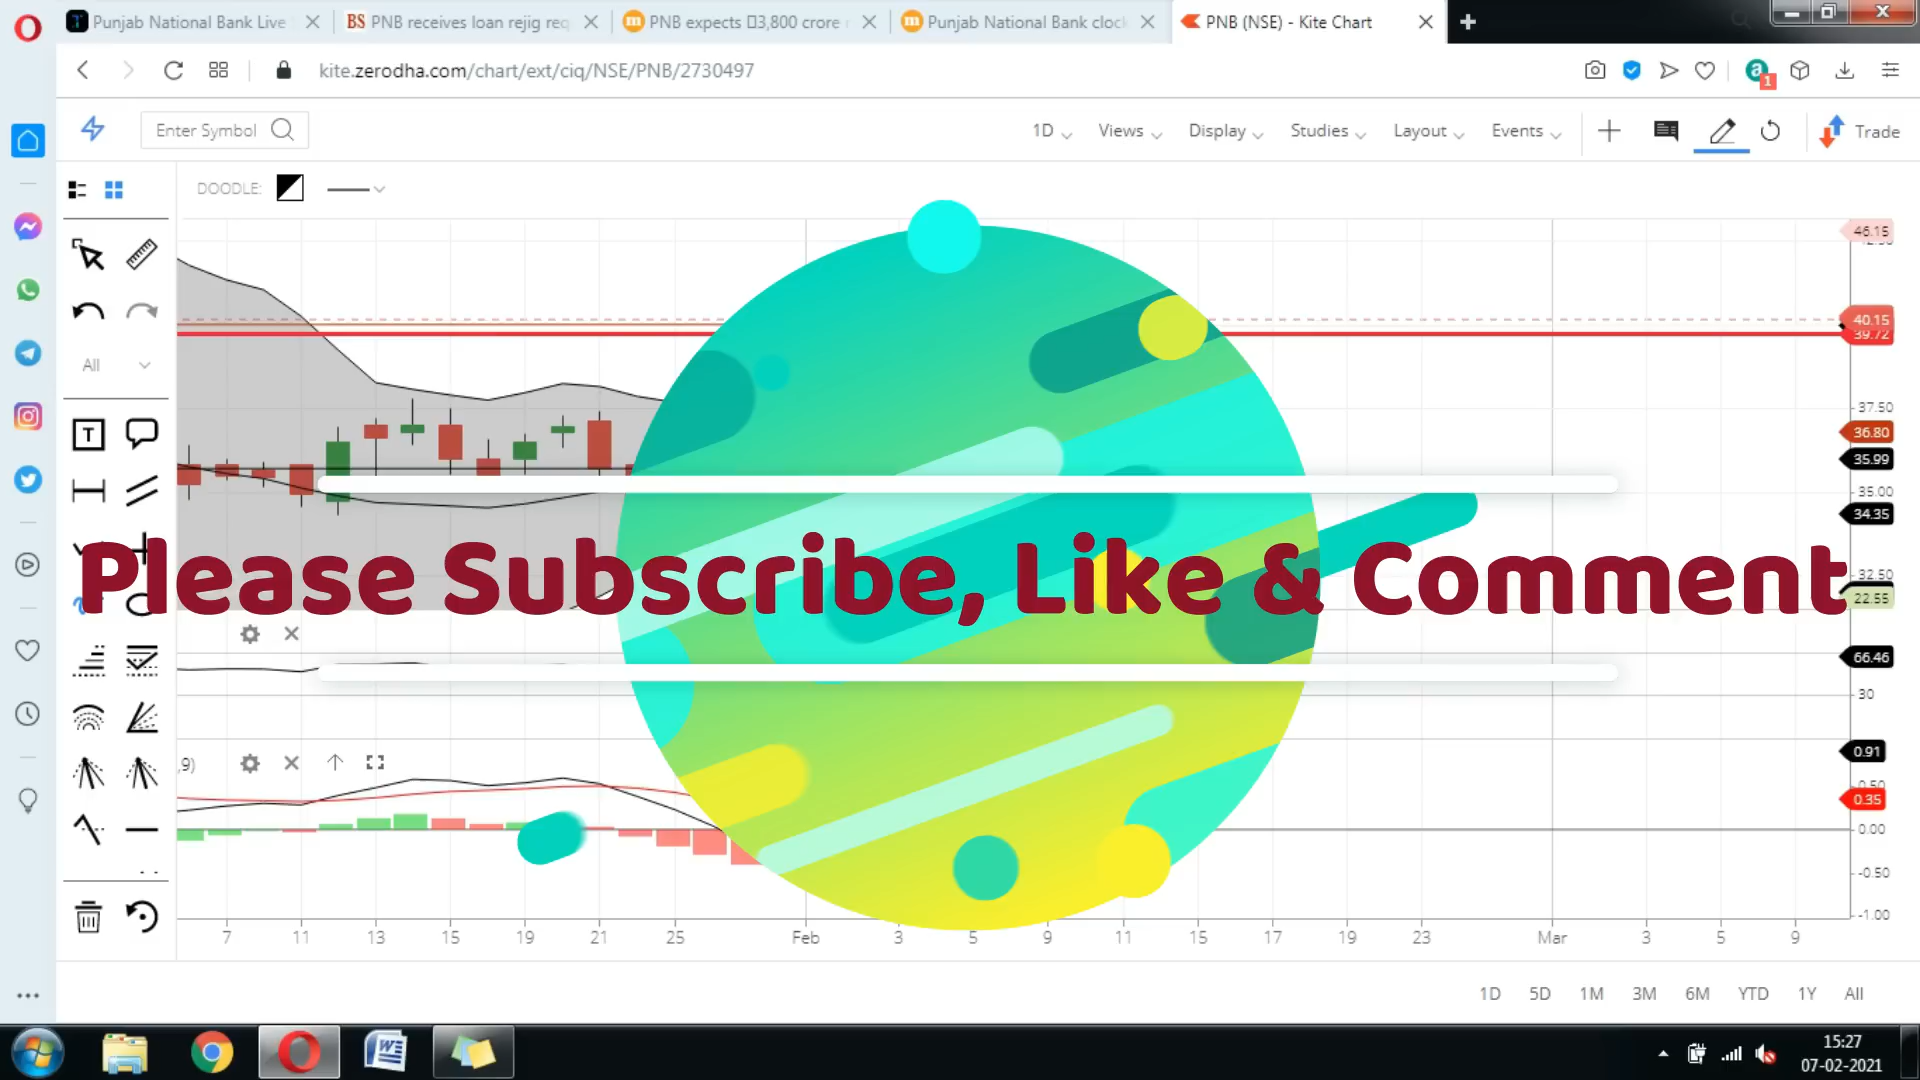 Punjab National Bank Live
BS PNB receives loan rejig req
m PNB expects 3,800 crore
m Punjab National Bank clock
PNB (NSE) - Kite Chart
kite.zerodha.com/chart/ext/ciq/NSE/PNB/2730497
a 1
Enter Symbol
1D Views Display Studies Layout Events Trade
DOODLE:
All
T
46.15
40.15
39.72
37.50
36.80
35.99
35.00
34.35
Please Subscribe, Like & Comment
32.50
22.55
66.46
30
,9)
0.91
0.50
0.35
0.00
-0.50
-1.00
7 11 13 15 19 21 25 Feb 3 5 9 11 15 17 19 23 Mar 3 5 9
1D 5D 1M 3M 6M YTD 1Y All
15:27
07-02-2021